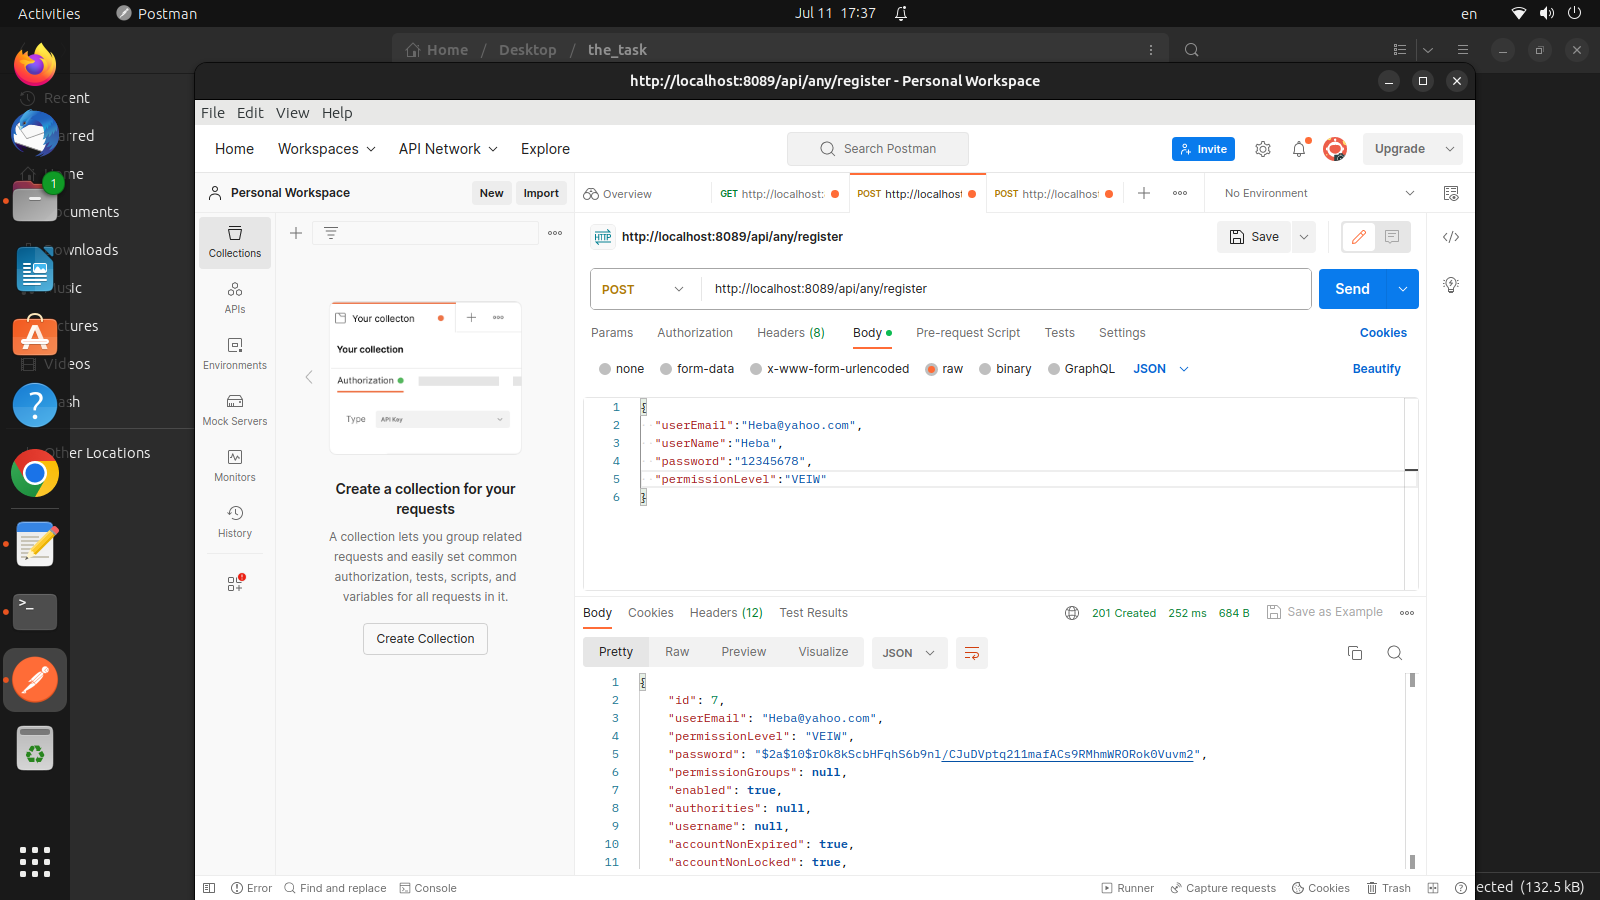 Activities
Postman
Jul 11 17:37
en
Home / Desktop / the_task
http://localhost:8089/api/any/register - Personal Workspace
File Edit View Help
Home Workspaces API Network Explore
Search Postman
Invite
Upgrade
Personal Workspace
New
Import
Overview
GET http://localhost:
POST http://localhost
POST http://localhos
No Environment
Collections
APIs
Environments
Mock Servers
Monitors
History
Your collecton
Your collection
Authorization
Type API Key
Create a collection for your
requests
A collection lets you group related
requests and easily set common
authorization, tests, scripts, and
variables for all requests in it.
Create Collection
HTTP http://localhost:8089/api/any/register
Save
POST http://localhost:8089/api/any/register
Send
Params Authorization Headers (8) Body Pre-request Script Tests Settings
Cookies
none form-data x-www-form-urlencoded raw binary GraphQL JSON
Beautify
1 {
2 "userEmail":"Heba@yahoo.com",
3 "userName":"Heba",
4 "password":"12345678",
5 "permissionLevel":"VEIW"
6 }
Body Cookies Headers (12) Test Results
201 Created 252 ms 684 B
Save as Example
Pretty Raw Preview Visualize JSON
1 {
2 "id": 7,
3 "userEmail": "Heba@yahoo.com",
4 "permissionLevel": "VEIW",
5 "password": "$2a$10$rOk8kScbHFqhS6b9nl/CJuDVptq211mafACs9RMhmWRORok0Vuvm2",
6 "permissionGroups": null,
7 "enabled": true,
8 "authorities": null,
9 "username": null,
10 "accountNonExpired": true,
11 "accountNonLocked": true,
Error
Find and replace
Console
Runner
Capture requests
Cookies
Trash
ected (132.5 kB)
Recent
arred
me
1
ocuments
ownloads
usic
ctures
Videos
ash
Other Locations